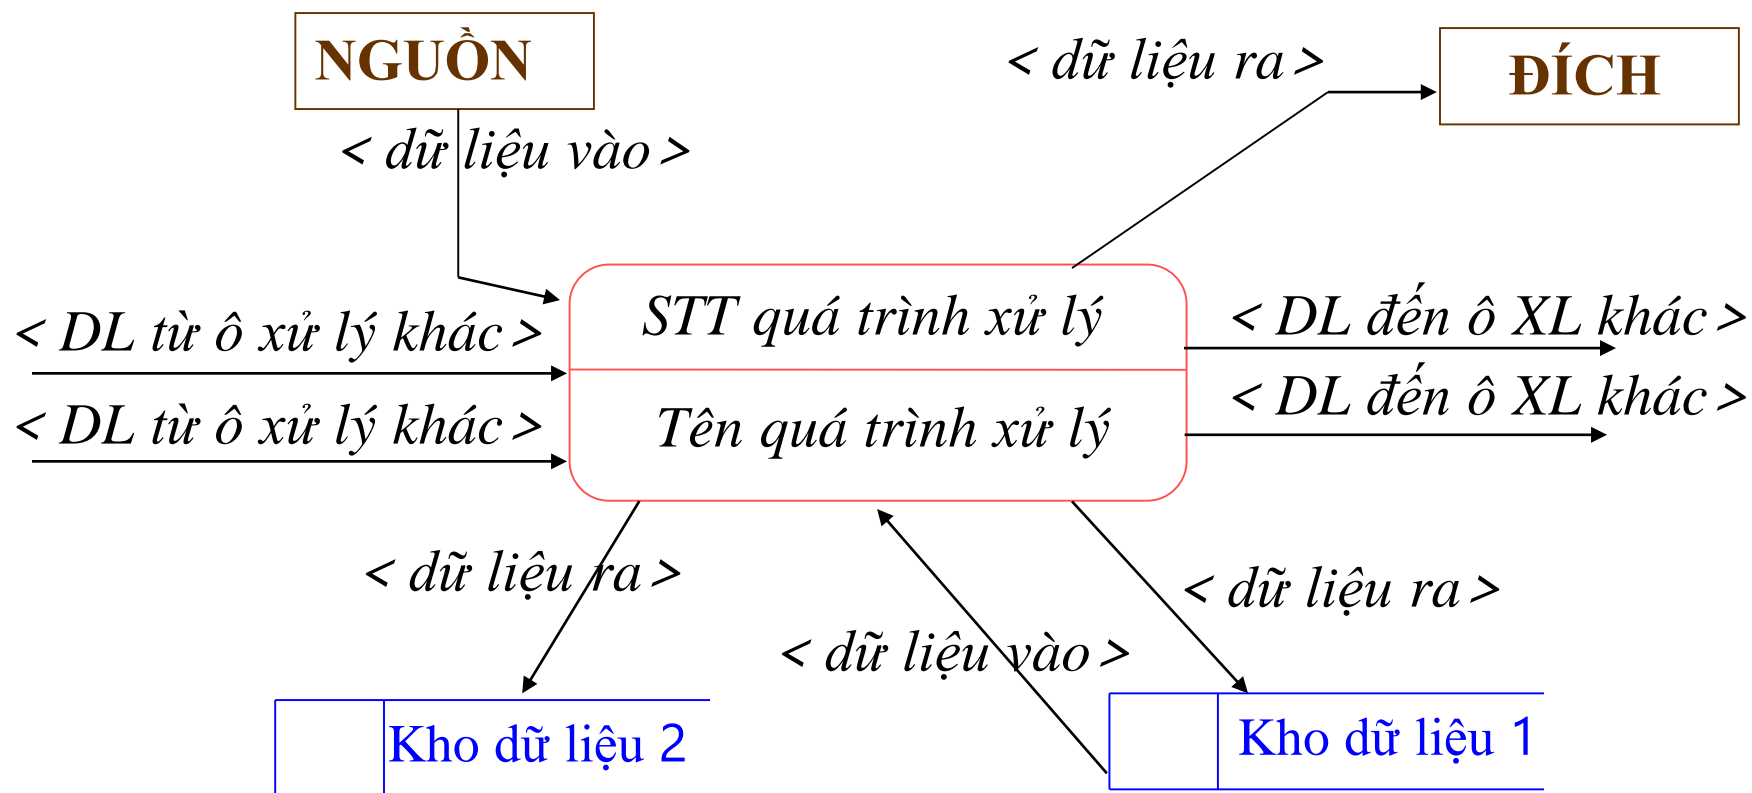 NGUỒN
< dữ liệu ra >
ĐÍCH
< dữ liệu vào >
< DL từ ô xử lý khác >
STT quá trình xử lý
< DL đến ô XL khác >
< DL từ ô xử lý khác >
Tên quá trình xử lý
< DL đến ô XL khác >
< dữ liệu ra >
< dữ liệu ra >
< dữ liệu vào >
Kho dữ liệu 2
Kho dữ liệu 1